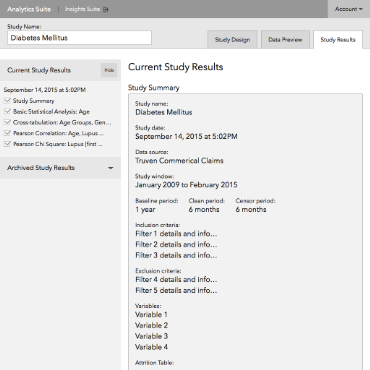 Analytics Suite | Insights Suite
Account
Study Name:
Diabetes Mellitus
Study Design
Data Preview
Study Results
Current Study Results
Hide
September 14, 2015 at 5:02PM
Study Summary
Basic Statistical Analysis: Age
Cross-tabulation: Age Groups, Gen...
Pearson Correlation: Age, Lupus ...
Pearson Chi Square: Lupus (first ...
Archived Study Results
Current Study Results
Study Summary
Study name:
Diabetes Mellitus
Study date:
September 14, 2015 at 5:02PM
Data source:
Truven Commerical Claims
Study window:
January 2009 to February 2015
Baseline period: Clean period: Censor period:
1 year 6 months 6 months
Inclusion criteria:
Filter 1 details and info...
Filter 2 details and info...
Filter 3 details and info...
Exclusion criteria:
Filter 4 details and info...
Filter 5 details and info...
Variables:
Variable 1
Variable 2
Variable 3
Variable 4
Attrition Table: